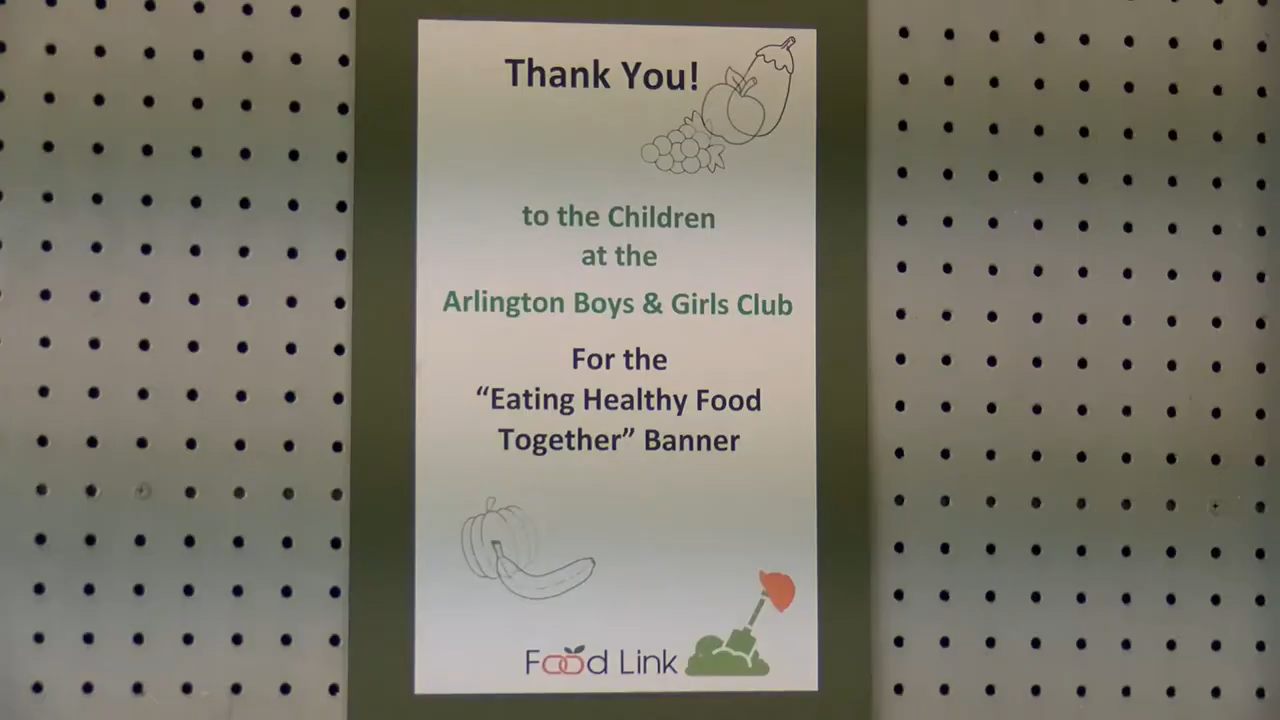 Thank You!
to the Children
at the
Arlington Boys & Girls Club
For the
“Eating Healthy Food
Together” Banner
Food Link